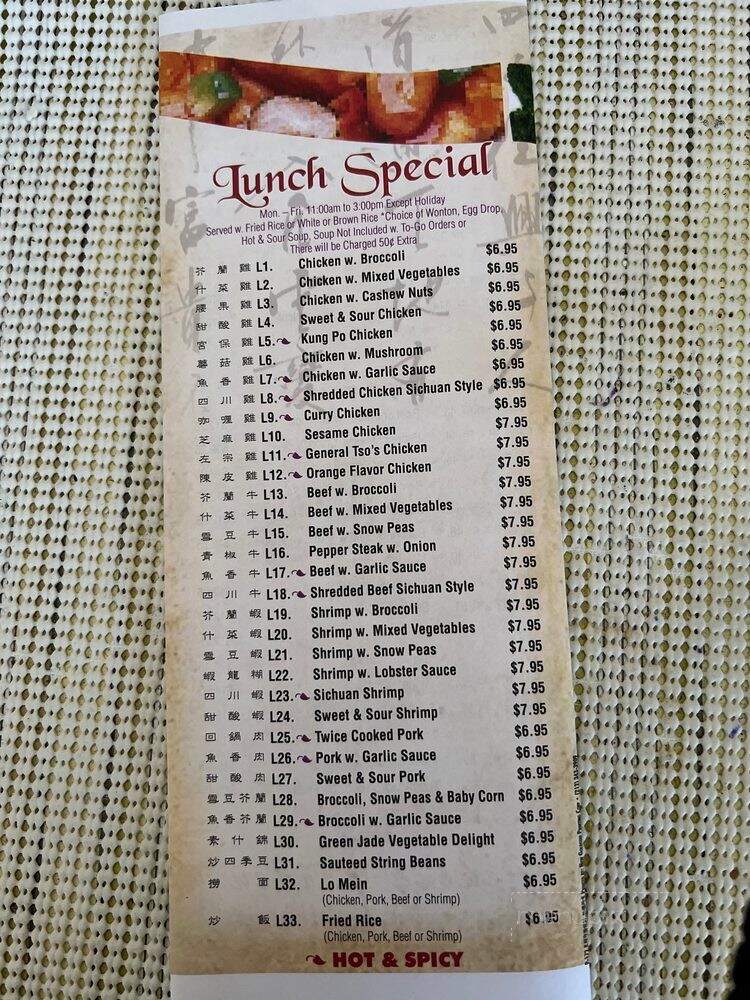 Lunch Special
Mon. – Fri. 11:00am to 3:00pm Except Holiday
Served w. Fried Rice or White or Brown Rice *Choice of Wonton, Egg Drop,
Hot & Sour Soup, Soup Not Included w. To-Go Orders or
There will be Charged 50¢ Extra
芥蘭雞 L1. Chicken w. Broccoli $6.95
什菜雞 L2. Chicken w. Mixed Vegetables $6.95
腰果雞 L3. Chicken w. Cashew Nuts $6.95
甜酸雞 L4. Sweet & Sour Chicken $6.95
宮保雞 L5. Kung Po Chicken $6.95
蘑菇雞 L6. Chicken w. Mushroom $6.95
魚香雞 L7. Chicken w. Garlic Sauce $6.95
四川雞 L8. Shredded Chicken Sichuan Style $6.95
咖喱雞 L9. Curry Chicken $6.95
芝麻雞 L10. Sesame Chicken $7.95
左宗雞 L11. General Tso's Chicken $7.95
陳皮雞 L12. Orange Flavor Chicken $7.95
芥蘭牛 L13. Beef w. Broccoli $7.95
什菜牛 L14. Beef w. Mixed Vegetables $7.95
雪豆牛 L15. Beef w. Snow Peas $7.95
青椒牛 L16. Pepper Steak w. Onion $7.95
魚香牛 L17. Beef w. Garlic Sauce $7.95
四川牛 L18. Shredded Beef Sichuan Style $7.95
芥蘭蝦 L19. Shrimp w. Broccoli $7.95
什菜蝦 L20. Shrimp w. Mixed Vegetables $7.95
雪豆蝦 L21. Shrimp w. Snow Peas $7.95
蝦龍糊 L22. Shrimp w. Lobster Sauce $7.95
四川蝦 L23. Sichuan Shrimp $7.95
甜酸蝦 L24. Sweet & Sour Shrimp $7.95
回鍋肉 L25. Twice Cooked Pork $6.95
魚香肉 L26. Pork w. Garlic Sauce $6.95
甜酸肉 L27. Sweet & Sour Pork $6.95
雪豆芥蘭 L28. Broccoli, Snow Peas & Baby Corn $6.95
魚香芥蘭 L29. Broccoli w. Garlic Sauce $6.95
素什錦 L30. Green Jade Vegetable Delight $6.95
炒四季豆 L31. Sauteed String Beans $6.95
撈面 L32. Lo Mein $6.95
(Chicken, Pork, Beef or Shrimp)
炒飯 L33. Fried Rice $6.95
(Chicken, Pork, Beef or Shrimp)
HOT & SPICY